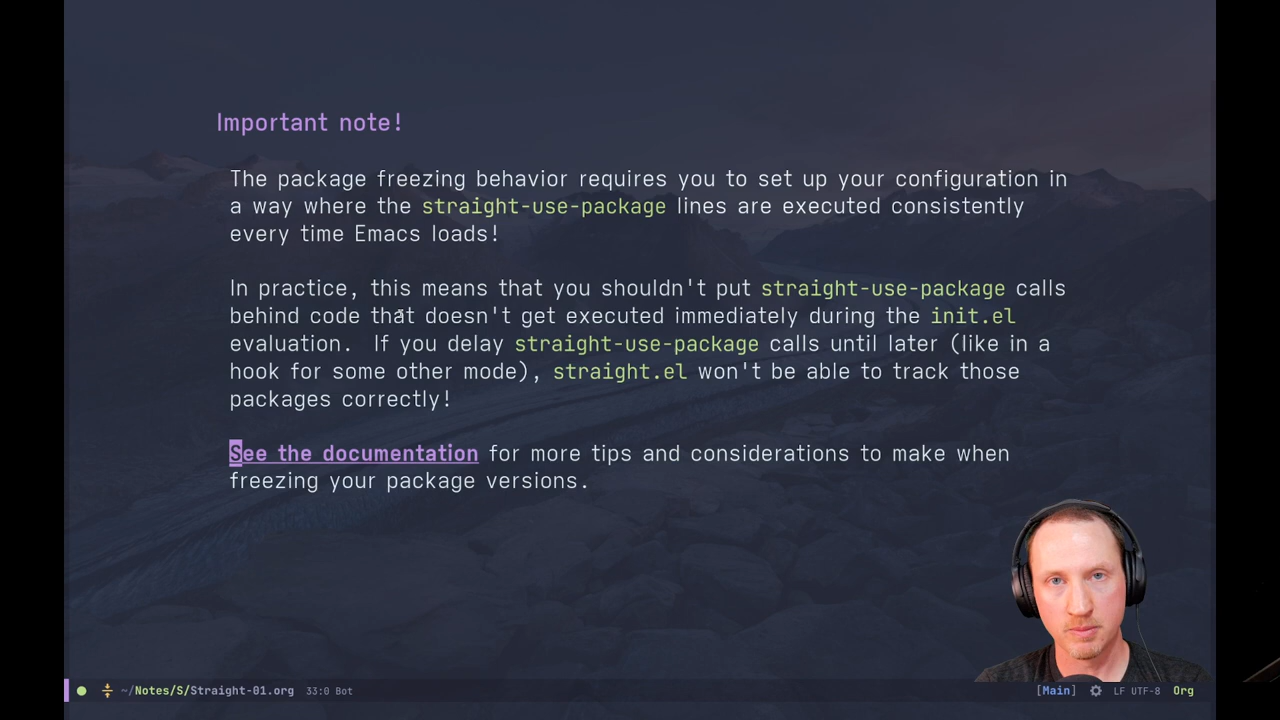 Important note!
The package freezing behavior requires you to set up your configuration in
a way where the straight-use-package lines are executed consistently
every time Emacs loads!
In practice, this means that you shouldn't put straight-use-package calls
behind code that doesn't get executed immediately during the init.el
evaluation.  If you delay straight-use-package calls until later (like in a
hook for some other mode), straight.el won't be able to track those
packages correctly!
See the documentation for more tips and considerations to make when
freezing your package versions.
~/Notes/S/Straight-01.org 33:0 Bot [Main] LF UTF-8 Org